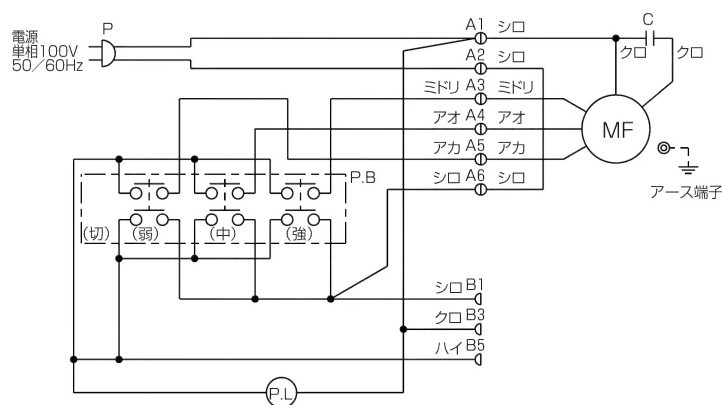 電源
単相100V
50/60Hz
P
A1 シロ
A2 シロ
ミドリ A3 ミドリ
アオ A4 アオ
アカ A5 アカ
シロ A6 シロ
C
クロ クロ
MF
アース端子
P.B
(切) (弱) (中) (強)
シロ B1
クロ B3
ハイ B5
P.L